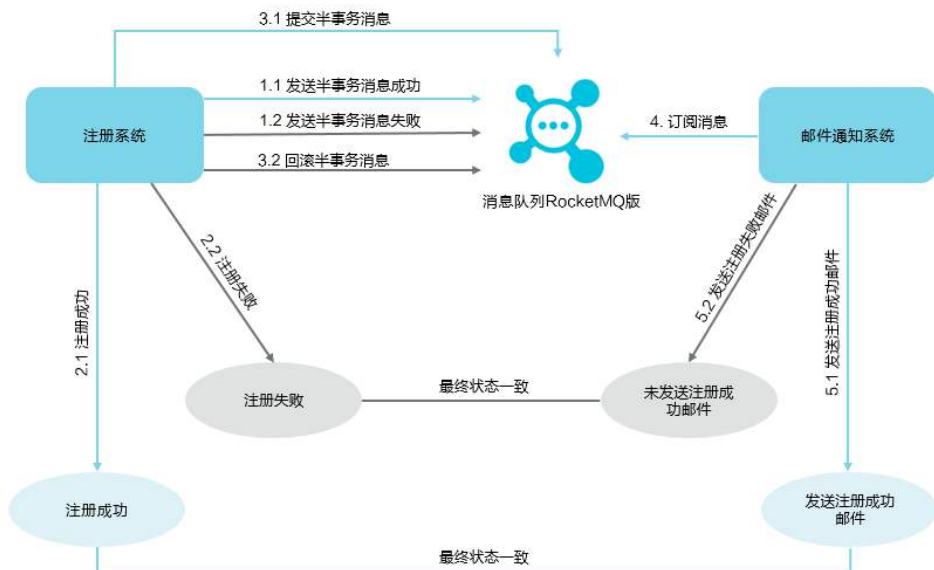 3.1 提交半事务消息
1.1 发送半事务消息成功
1.2 发送半事务消息失败
3.2 回滚半事务消息
注册系统
4. 订阅消息
邮件通知系统
消息队列RocketMQ版
2.2 注册失败
5.2 发送注册失败邮件
2.1 注册成功
5.1 发送注册成功邮件
注册失败
最终状态一致
未发送注册成
功邮件
注册成功
发送注册成功
邮件
最终状态一致